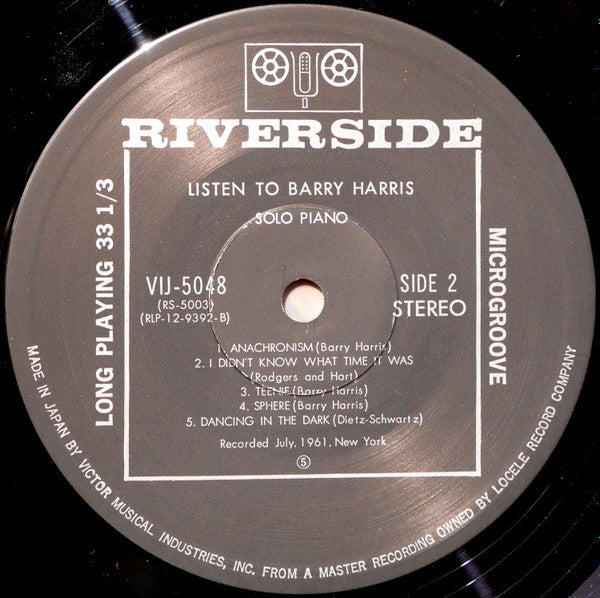 RIVERSIDE
LISTEN TO BARRY HARRIS
SOLO PIANO
VIJ-5048
(RS-5003)
(RLP-12-9392-B)
SIDE 2
STEREO
1. ANACHRONISM (Barry Harris)
2. I DIDN'T KNOW WHAT TIME IT WAS
(Rodgers and Hart)
3. TEENIE (Barry Harris)
4. SPHERE (Barry Harris)
5. DANCING IN THE DARK (Dietz-Schwartz)
Recorded July, 1961, New York
⑤
LONG PLAYING 33 1/3
MICROGROOVE
MADE IN JAPAN BY VICTOR MUSICAL INDUSTRIES, INC. FROM A MASTER RECORDING OWNED BY LOCELE RECORD COMPANY